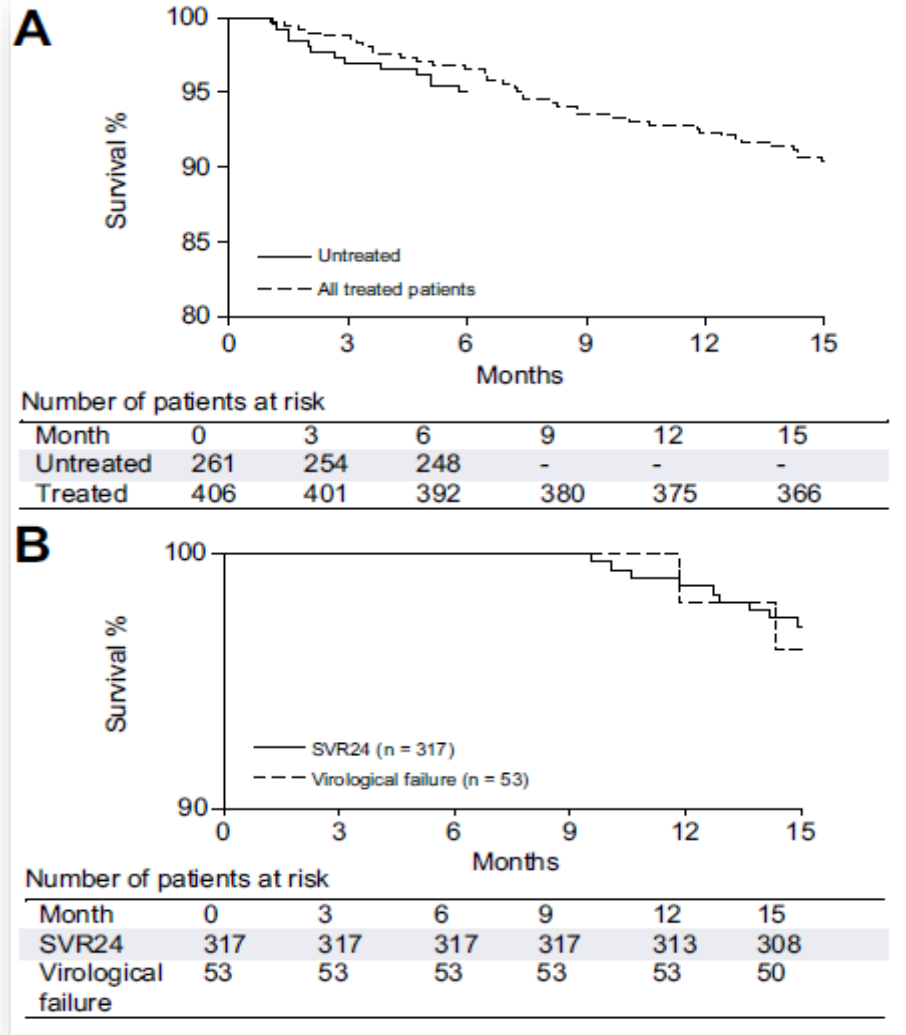 A
100
95
90
85
80
Survival %
Untreated
All treated patients
0 3 6 9 12 15
Months
Number of patients at risk
Month 0 3 6 9 12 15
Untreated 261 254 248 - - -
Treated 406 401 392 380 375 366
B
100
90
Survival %
SVR24 (n = 317)
Virological failure (n = 53)
0 3 6 9 12 15
Months
Number of patients at risk
Month 0 3 6 9 12 15
SVR24 317 317 317 317 313 308
Virological 53 53 53 53 53 50
failure